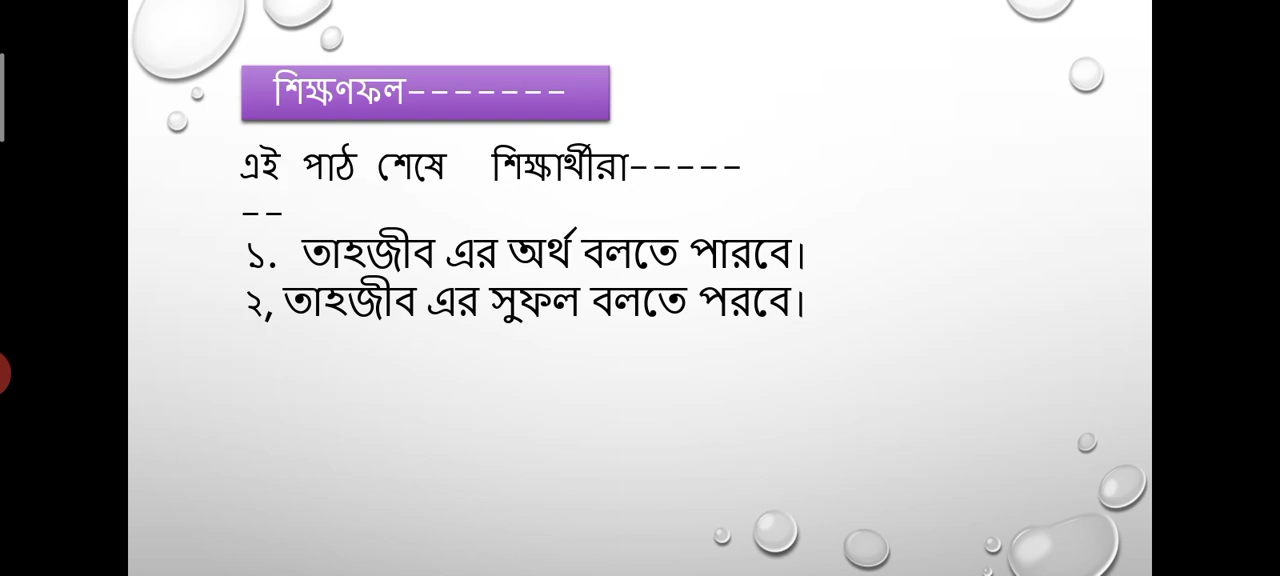 শিক্ষণফল-------
এই পাঠ শেষে শিক্ষার্থীরা-----
--
১. তাহজীব এর অর্থ বলতে পারবে।
২, তাহজীব এর সুফল বলতে পরবে।